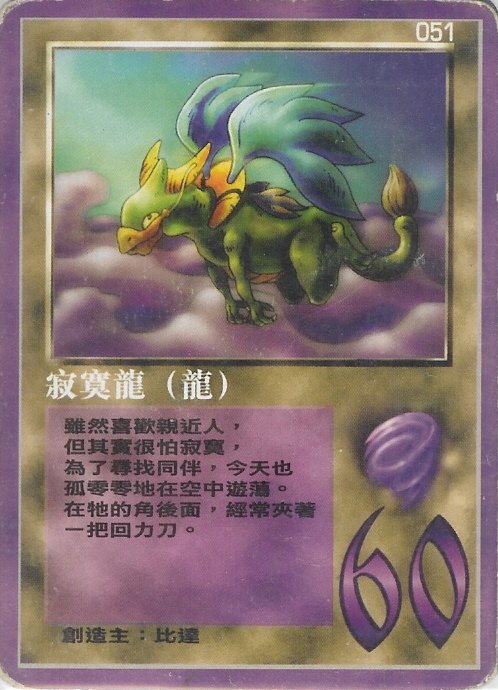 051
寂寞龍（龍）
雖然喜歡親近人，
但其實很怕寂寞，
為了尋找同伴，今天也
孤零零地在空中遊蕩。
在牠的角後面，經常夾著
一把回力刀。
60
創造主：比達